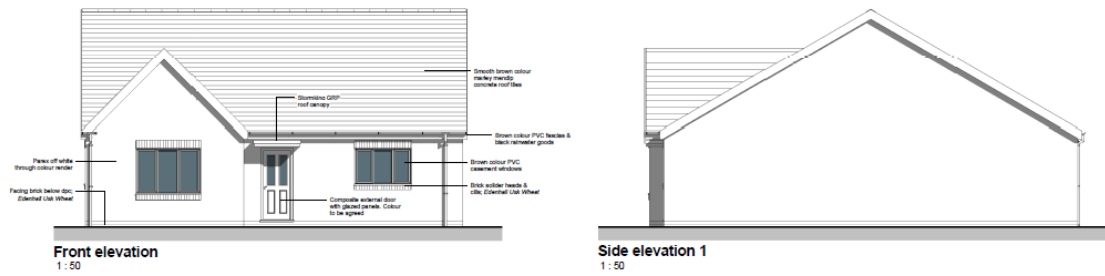 Smooth brown colour
marley mendip
concrete roof tiles
Stormking GRP
roof canopy
Brown colour PVC fascias &
black rainwater goods
Parex off white
through colour render
Brown colour PVC
casement windows
Facing brick below dpc;
Edenhall Usk Wheat
Brick soilder heads &
cills; Edenhall Usk Wheat
Composite external door
with glazed panels. Colour
to be agreed
Front elevation
1 : 50
Side elevation 1
1 : 50